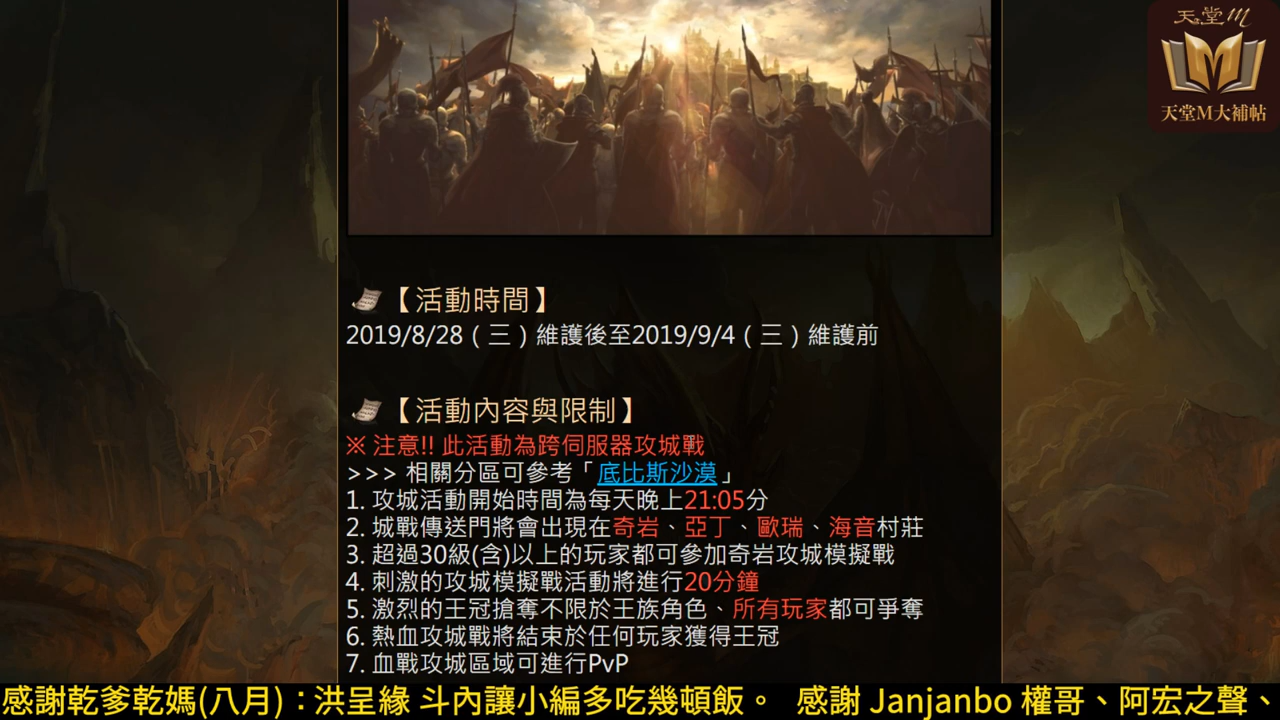 天堂M
天堂M大補帖
【活動時間】
2019/8/28（三）維護後至2019/9/4（三）維護前
【活動內容與限制】
※ 注意!! 此活動為跨伺服器攻城戰
>>> 相關分區可參考「底比斯沙漠」
1. 攻城活動開始時間為每天晚上21:05分
2. 城戰傳送門將會出現在奇岩、亞丁、歐瑞、海音村莊
3. 超過30級(含)以上的玩家都可參加奇岩攻城模擬戰
4. 刺激的攻城模擬戰活動將進行20分鐘
5. 激烈的王冠搶奪不限於王族角色、所有玩家都可爭奪
6. 熱血攻城戰將結束於任何玩家獲得王冠
7. 血戰攻城區域可進行PvP
感謝乾爹乾媽(八月)：洪呈緣 斗內讓小編多吃幾頓飯。 感謝 Janjanbo 權哥、阿宏之聲、